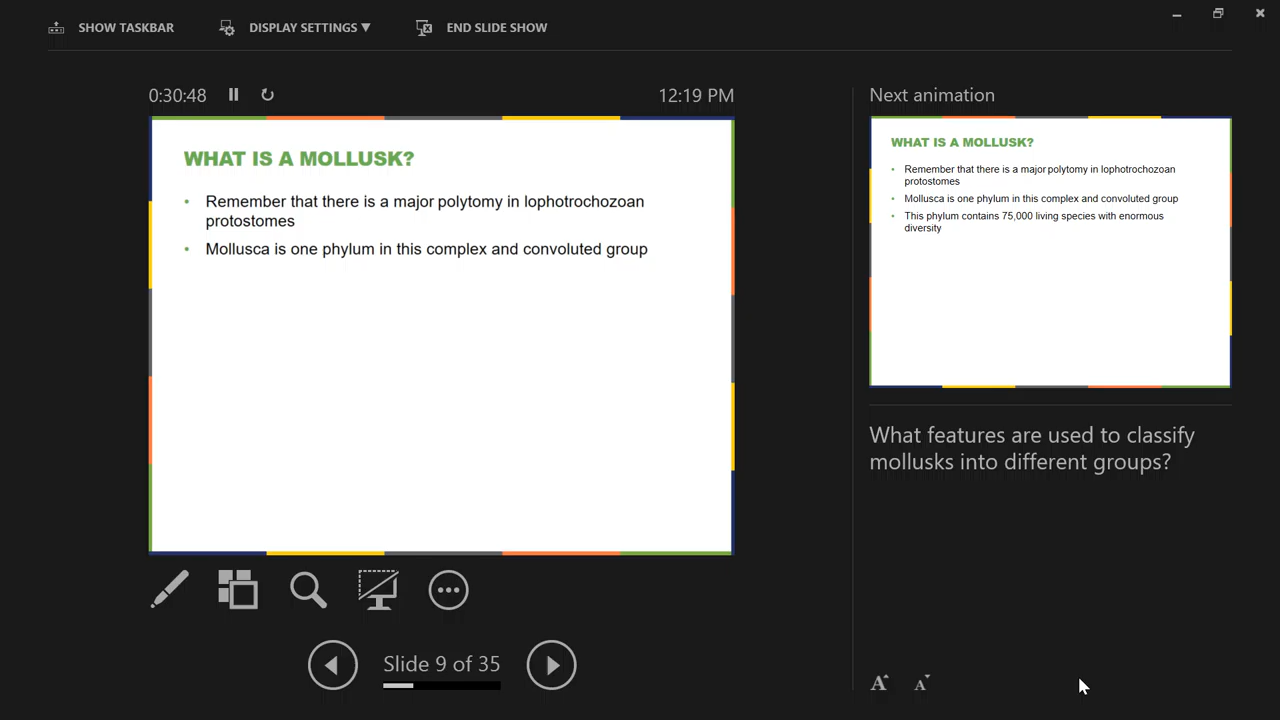 SHOW TASKBAR
DISPLAY SETTINGS ▼
END SLIDE SHOW
0:30:48
12:19 PM
WHAT IS A MOLLUSK?
• Remember that there is a major polytomy in lophotrochozoan
protostomes
• Mollusca is one phylum in this complex and convoluted group
Slide 9 of 35
Next animation
WHAT IS A MOLLUSK?
• Remember that there is a major polytomy in lophotrochozoan
protostomes
• Mollusca is one phylum in this complex and convoluted group
• This phylum contains 75,000 living species with enormous
diversity
What features are used to classify
mollusks into different groups?
A A